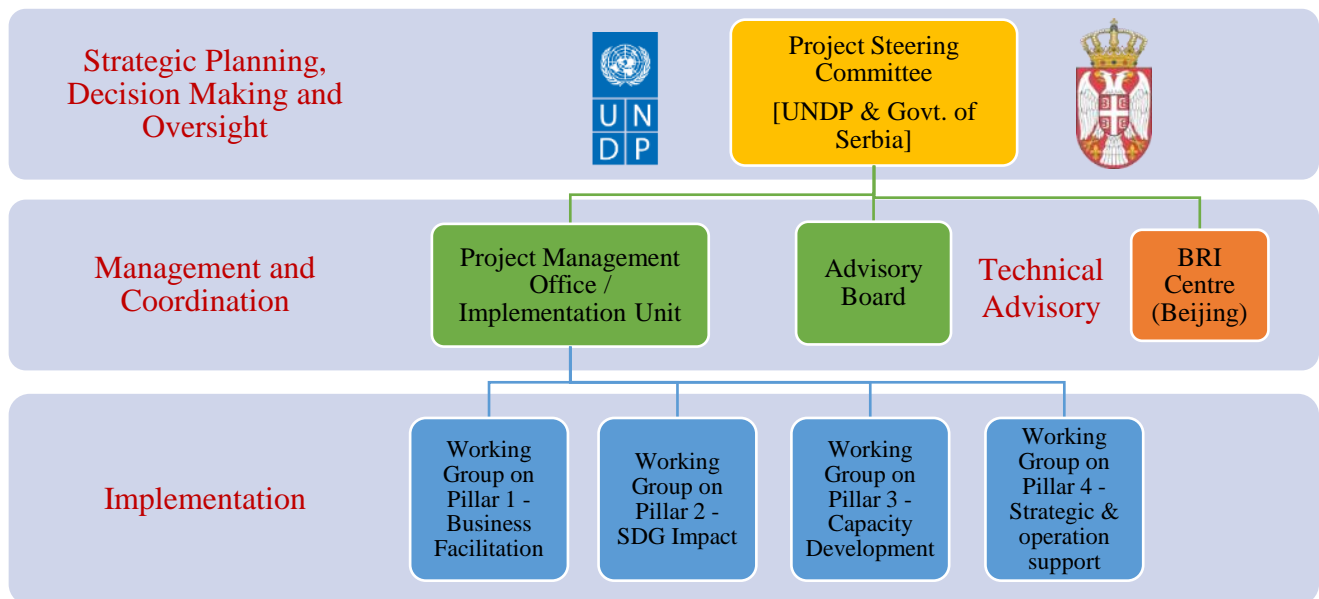 Strategic Planning,
Decision Making and
Oversight
U N
D P
Project Steering
Committee
[UNDP & Govt. of
Serbia]
Management and
Coordination
Project Management
Office /
Implementation Unit
Advisory
Board
Technical
Advisory
BRI
Centre
(Beijing)
Implementation
Working
Group on
Pillar 1 -
Business
Facilitation
Working
Group on
Pillar 2 -
SDG Impact
Working
Group on
Pillar 3 -
Capacity
Development
Working
Group on
Pillar 4 -
Strategic &
operation
support